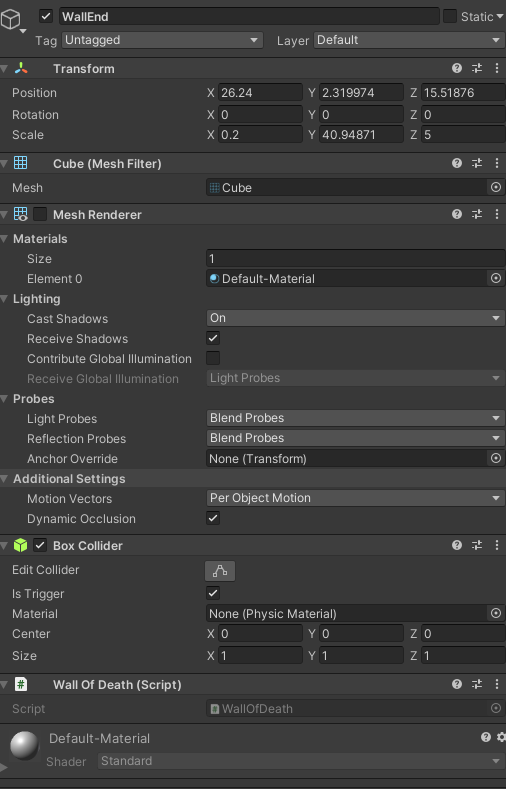 WallEnd Static
Tag Untagged Layer Default
Transform
Position X 26.24 Y 2.319974 Z 15.51876
Rotation X 0 Y 0 Z 0
Scale X 0.2 Y 40.94871 Z 5
Cube (Mesh Filter)
Mesh Cube
Mesh Renderer
Materials
Size 1
Element 0 Default-Material
Lighting
Cast Shadows On
Receive Shadows
Contribute Global Illumination
Receive Global Illumination Light Probes
Probes
Light Probes Blend Probes
Reflection Probes Blend Probes
Anchor Override None (Transform)
Additional Settings
Motion Vectors Per Object Motion
Dynamic Occlusion
Box Collider
Edit Collider
Is Trigger
Material None (Physic Material)
Center X 0 Y 0 Z 0
Size X 1 Y 1 Z 1
# Wall Of Death (Script)
Script # WallOfDeath
Default-Material
Shader Standard